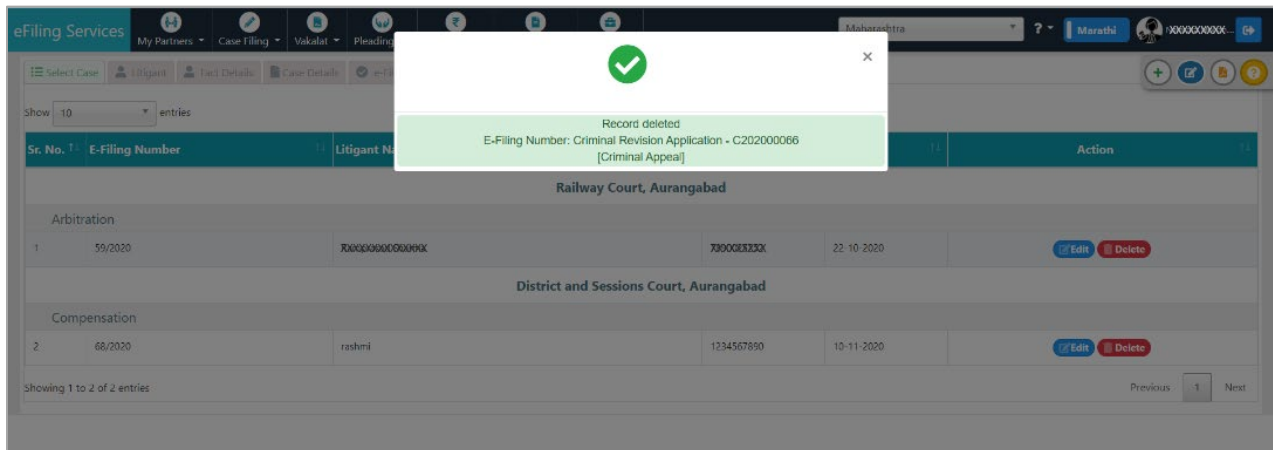 eFiling Services
My Partners
Case Filing
Vakalat
Pleading
Maharashtra
?
Marathi
×
Select Case
Litigant
Case Details
Show 10 entries
Record deleted
E-Filing Number: Criminal Revision Application - C202000066
[Criminal Appeal]
Sr. No. E-Filing Number Litigant Na Action
Railway Court, Aurangabad
Arbitration
1 59/2020 22-10-2020 Edit Delete
District and Sessions Court, Aurangabad
Compensation
2 68/2020 rashmi 1234567890 10-11-2020 Edit Delete
Showing 1 to 2 of 2 entries
Previous 1 Next